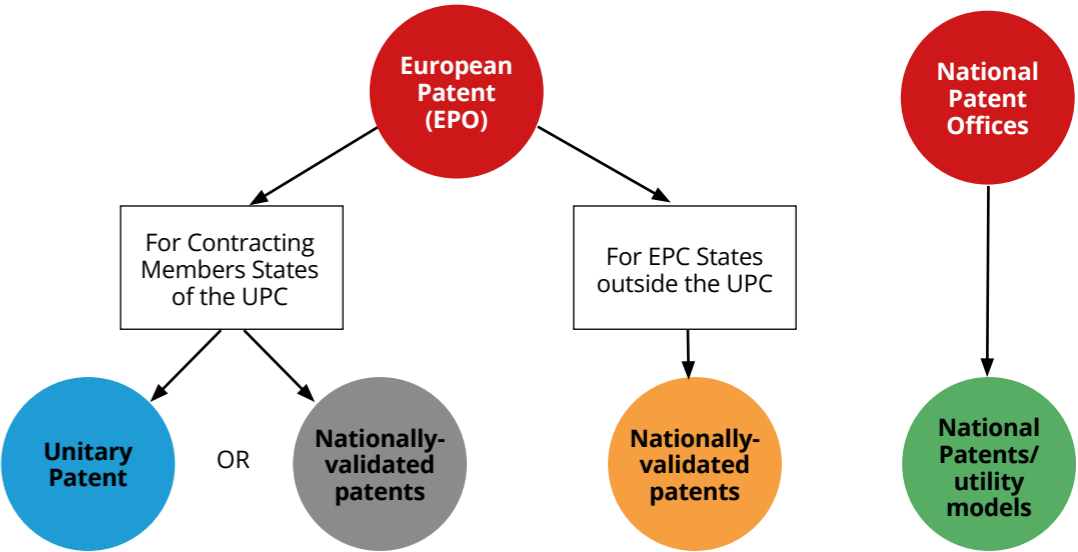 European
Patent
(EPO)
National
Patent
Offices
For Contracting
Members States
of the UPC
For EPC States
outside the UPC
Unitary
Patent
OR
Nationally-
validated
patents
Nationally-
validated
patents
National
Patents/
utility
models